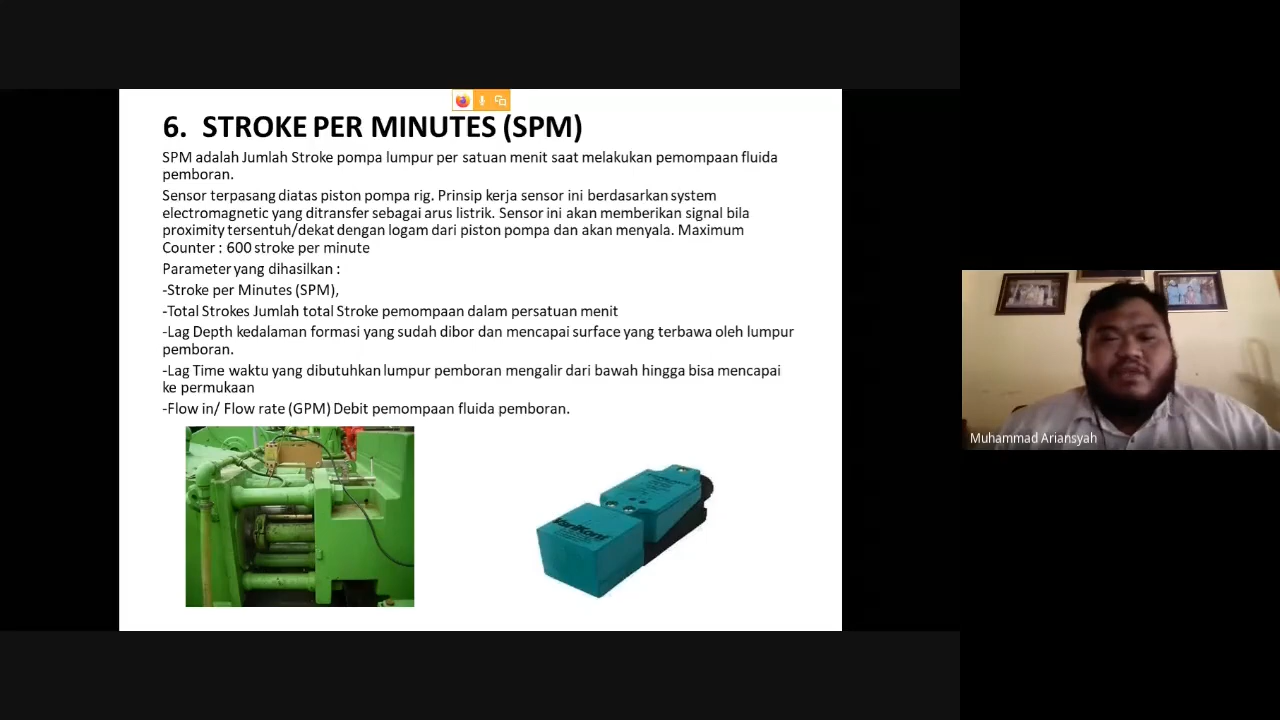 6. STROKE PER MINUTES (SPM)
SPM adalah Jumlah Stroke pompa lumpur per satuan menit saat melakukan pemompaan fluida
pemboran.
Sensor terpasang diatas piston pompa rig. Prinsip kerja sensor ini berdasarkan system
electromagnetic yang ditransfer sebagai arus listrik. Sensor ini akan memberikan signal bila
proximity tersentuh/dekat dengan logam dari piston pompa dan akan menyala. Maximum
Counter : 600 stroke per minute
Parameter yang dihasilkan :
-Stroke per Minutes (SPM),
-Total Strokes Jumlah total Stroke pemompaan dalam persatuan menit
-Lag Depth kedalaman formasi yang sudah dibor dan mencapai surface yang terbawa oleh lumpur
pemboran.
-Lag Time waktu yang dibutuhkan lumpur pemboran mengalir dari bawah hingga bisa mencapai
ke permukaan
-Flow in/ Flow rate (GPM) Debit pemompaan fluida pemboran.
VariKont
Muhammad Ariansyah